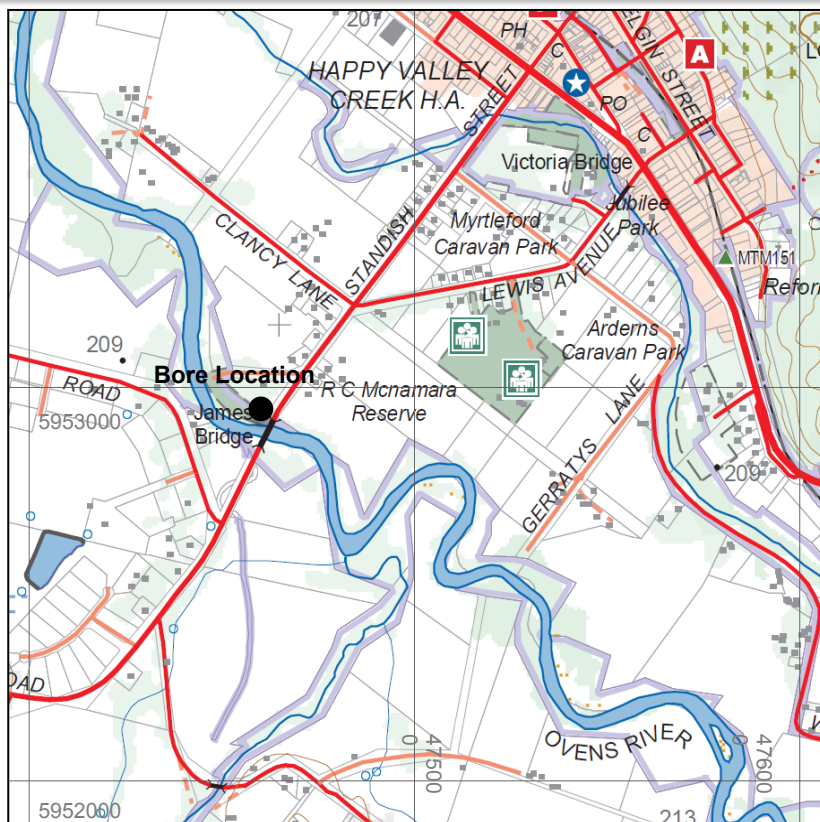 207
PH
C
ELGIN STREET
A
HAPPY VALLEY
CREEK H.A.
PO
C
Victoria Bridge
STANDISH STREET
Jubilee
Park
Myrtleford
Caravan Park
CLANCY LANE
MTM151
LEWIS AVENUE
Arderns
Caravan Park
209
Bore Location
ROAD
R C Mcnamara
Reserve
James
Bridge
5953000
GERRATYS LANE
209
OVENS RIVER
OAD
0
47500
0
47600
5952000
213